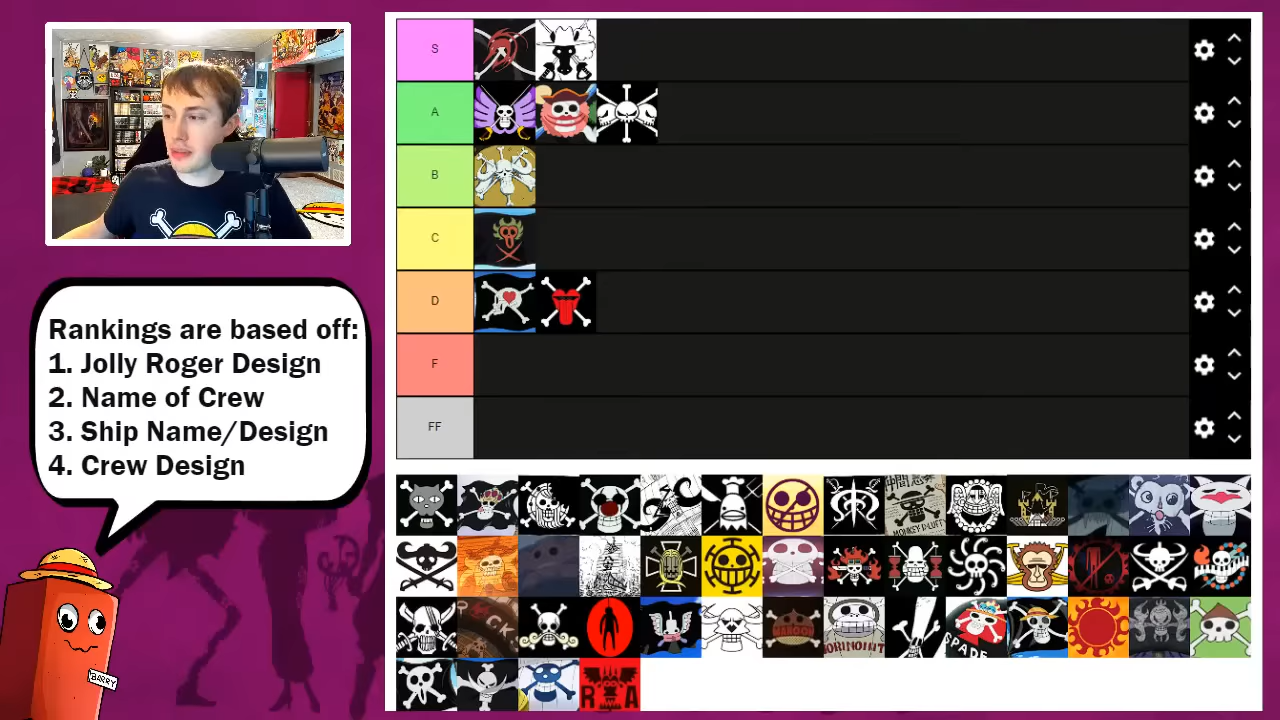 S
A
B
C
D
F
FF
Rankings are based off:
1. Jolly Roger Design
2. Name of Crew
3. Ship Name/Design
4. Crew Design
BARRY
MONKEY·D·LUFFY
SPADE
R A